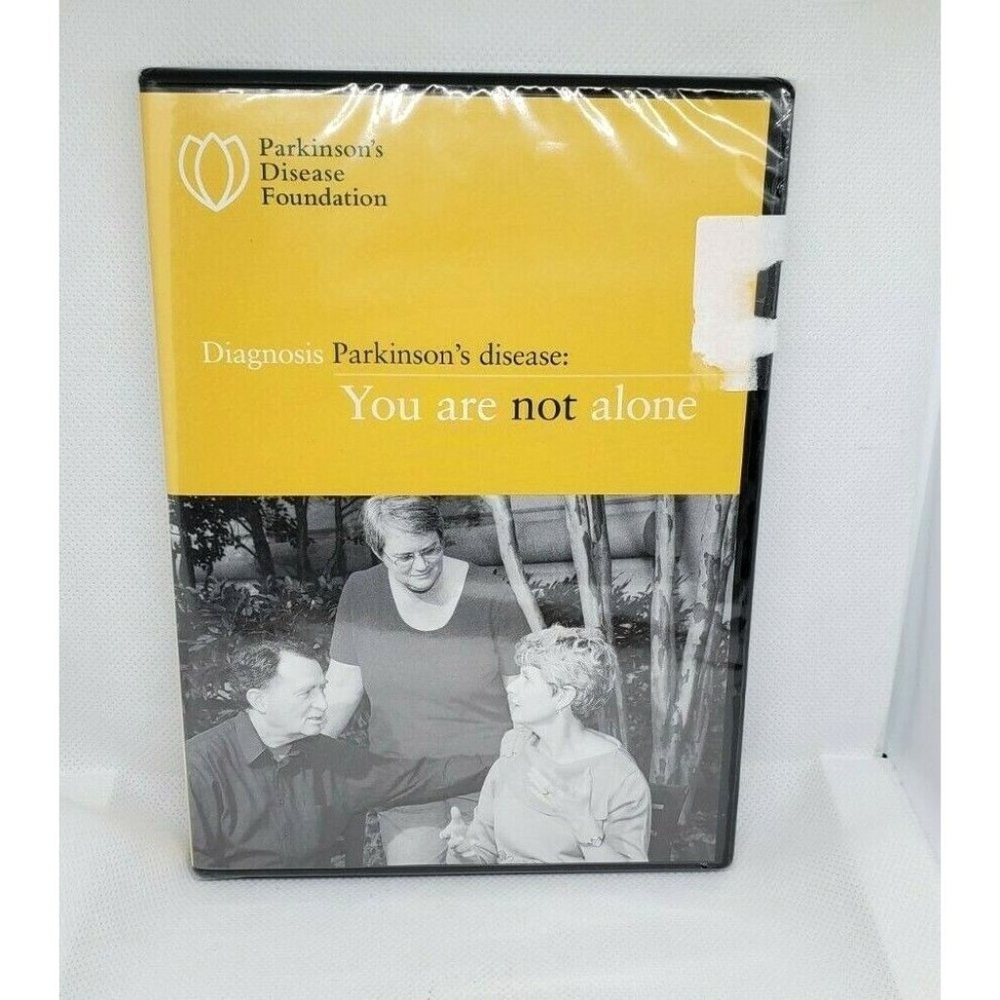 Parkinson's
Disease
Foundation
Diagnosis Parkinson's disease:
You are not alone